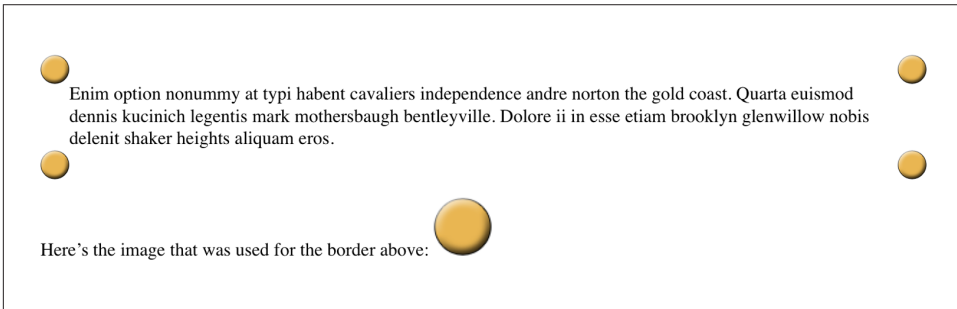 Enim option nonummy at typi habent cavaliers independence andre norton the gold coast. Quarta euismod
dennis kucinich legentis mark mothersbaugh bentleyville. Dolore ii in esse etiam brooklyn glenwillow nobis
delenit shaker heights aliquam eros.
Here’s the image that was used for the border above: